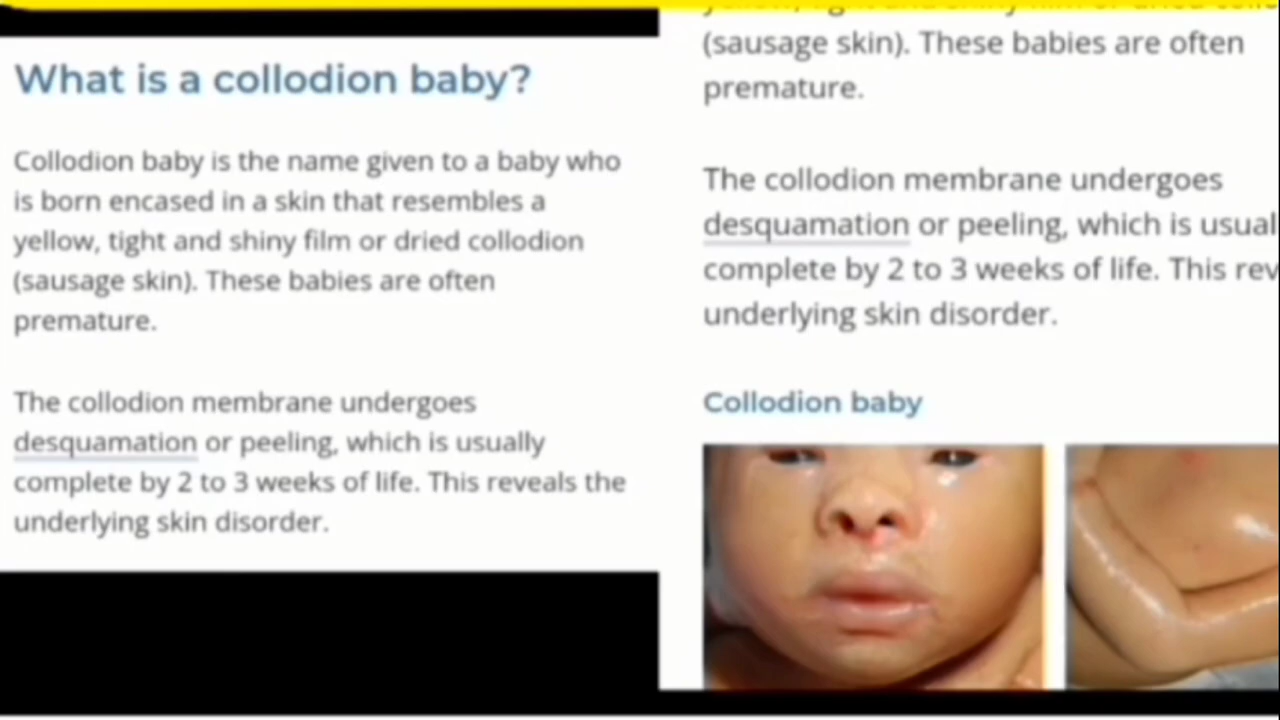 What is a collodion baby?
Collodion baby is the name given to a baby who
is born encased in a skin that resembles a
yellow, tight and shiny film or dried collodion
(sausage skin). These babies are often
premature.
The collodion membrane undergoes
desquamation or peeling, which is usually
complete by 2 to 3 weeks of life. This reveals the
underlying skin disorder.
(sausage skin). These babies are often
premature.
The collodion membrane undergoes
desquamation or peeling, which is usual
complete by 2 to 3 weeks of life. This rev
underlying skin disorder.
Collodion baby